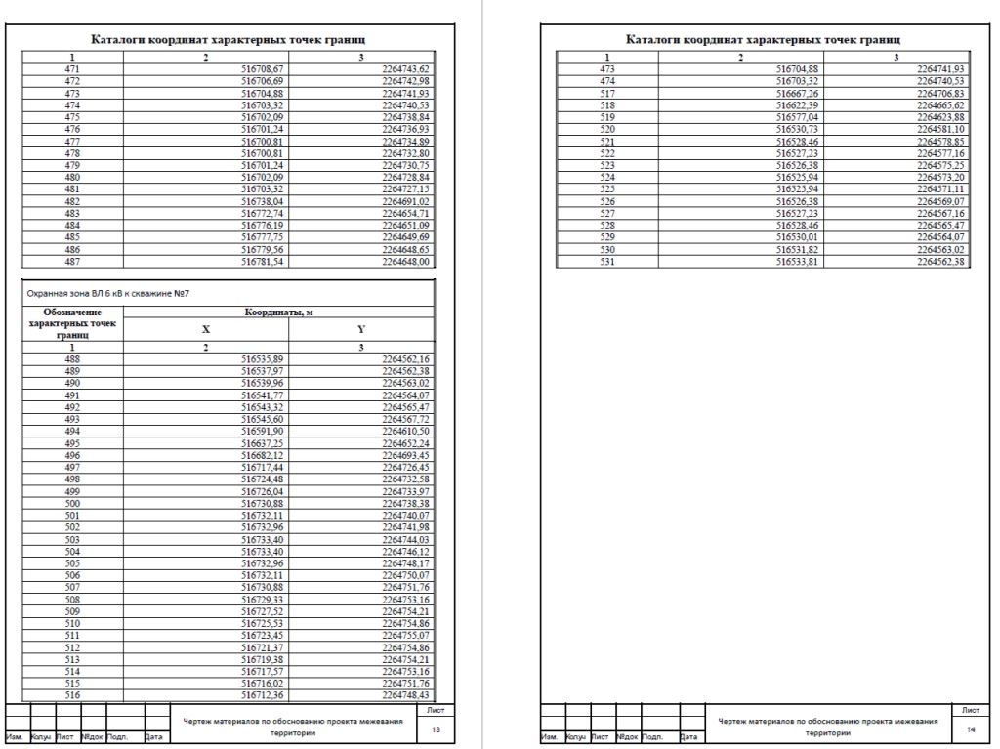 Каталоги координат характерных точек границ
1 2 3
471 516708,67 2264743,62
472 516706,69 2264742,98
473 516704,88 2264741,93
474 516703,32 2264740,53
475 516702,09 2264738,84
476 516701,24 2264736,93
477 516700,81 2264734,89
478 516700,81 2264732,80
479 516701,24 2264730,75
480 516702,09 2264728,84
481 516703,32 2264727,15
482 516738,04 2264691,02
483 516772,74 2264654,71
484 516776,19 2264651,09
485 516777,75 2264649,69
486 516779,56 2264648,65
487 516781,54 2264648,00
Охранная зона ВЛ 6 кВ к скважине №7
Обозначение характерных точек границ Координаты, м
X Y
1 2 3
488 516535,89 2264562,16
489 516537,97 2264562,38
490 516539,96 2264563,02
491 516541,77 2264564,07
492 516543,32 2264565,47
493 516545,60 2264567,72
494 516591,90 2264610,50
495 516637,25 2264652,24
496 516682,12 2264693,45
497 516717,44 2264726,45
498 516724,48 2264732,58
499 516726,04 2264733,97
500 516730,88 2264738,38
501 516732,11 2264740,07
502 516732,96 2264741,98
503 516733,40 2264744,03
504 516733,40 2264746,12
505 516732,96 2264748,17
506 516732,11 2264750,07
507 516730,88 2264751,76
508 516729,33 2264753,16
509 516727,52 2264754,21
510 516725,53 2264754,86
511 516723,45 2264755,07
512 516721,37 2264754,86
513 516719,38 2264754,21
514 516717,57 2264753,16
515 516716,02 2264751,76
516 516712,36 2264748,43
Изм. Колуч Лист №док Подл. Дата
Чертеж материалов по обоснованию проекта межевания
территории
Лист
13
Каталоги координат характерных точек границ
1 2 3
473 516704,88 2264741,93
474 516703,32 2264740,53
517 516667,26 2264706,83
518 516622,39 2264665,62
519 516577,04 2264623,88
520 516530,73 2264581,10
521 516528,46 2264578,85
522 516527,23 2264577,16
523 516526,38 2264575,25
524 516525,94 2264573,20
525 516525,94 2264571,11
526 516526,38 2264569,07
527 516527,23 2264567,16
528 516528,46 2264565,47
529 516530,01 2264564,07
530 516531,82 2264563,02
531 516533,81 2264562,38
Изм. Колуч Лист №док Подл. Дата
Чертеж материалов по обоснованию проекта межевания
территории
Лист
14